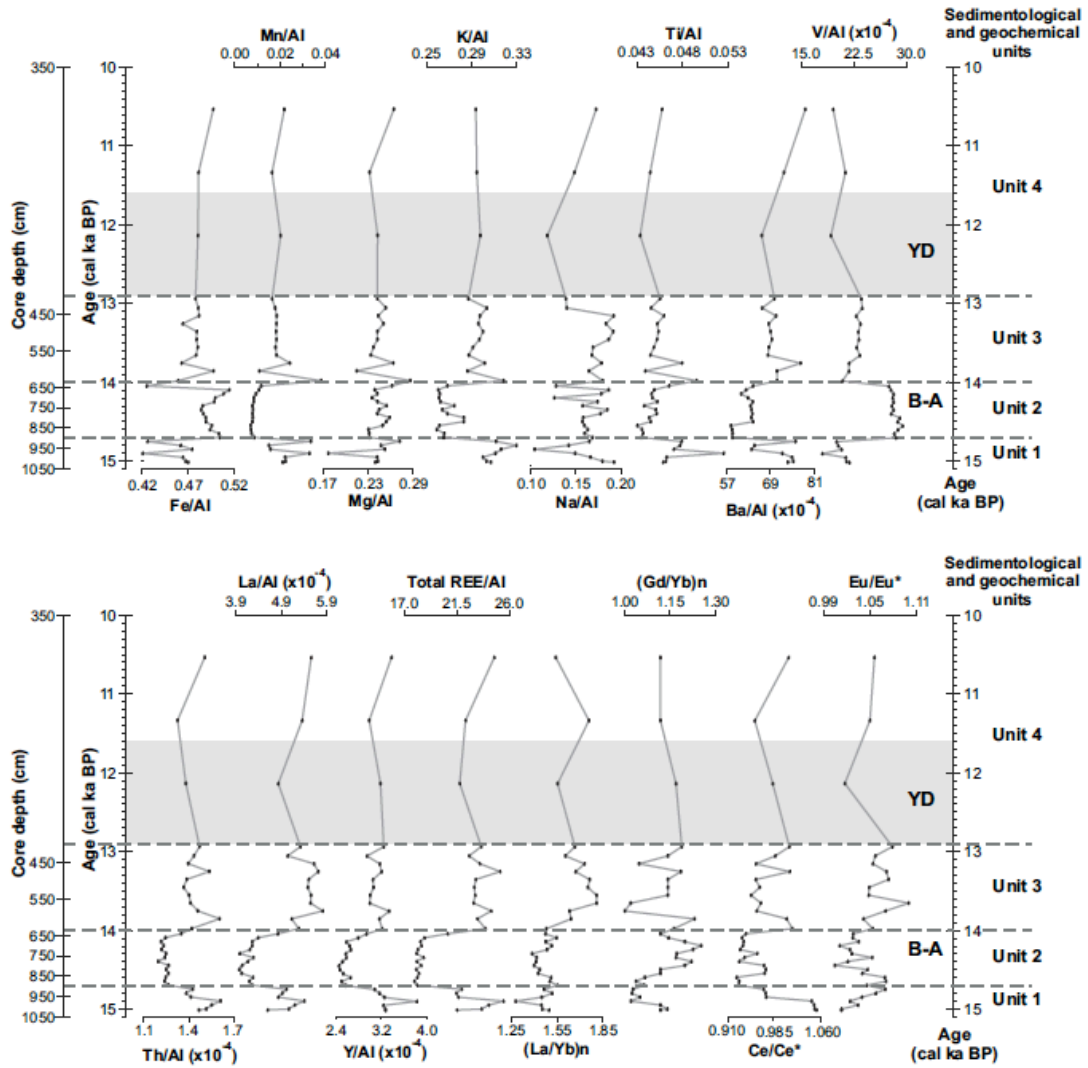 Mn/Al K/Al Ti/Al V/Al (x10⁻⁴) Sedimentological and geochemical units
0.00 0.02 0.04 0.25 0.29 0.33 0.043 0.048 0.053 15.0 22.5 30.0
350 10 10
11 11
Unit 4
12 12
YD
Core depth (cm) Age (cal ka BP)
13 13
450
Unit 3
550
14 14
650
B-A
750 Unit 2
850
950 Unit 1
1050 15 15
0.42 0.47 0.52 0.17 0.23 0.29 0.10 0.15 0.20 57 69 81
Fe/Al Mg/Al Na/Al Ba/Al (x10⁻⁴) Age (cal ka BP)
La/Al (x10⁻⁴) Total REE/Al (Gd/Yb)n Eu/Eu* Sedimentological and geochemical units
3.9 4.9 5.9 17.0 21.5 26.0 1.00 1.15 1.30 0.99 1.05 1.11
350 10 10
11 11
Unit 4
12 12
YD
Core depth (cm) Age (cal ka BP)
13 13
450
Unit 3
550
14 14
650
B-A
750 Unit 2
850
950 Unit 1
1050 15 15
1.1 1.4 1.7 2.4 3.2 4.0 1.25 1.55 1.85 0.910 0.985 1.060
Th/Al (x10⁻⁴) Y/Al (x10⁻⁴) (La/Yb)n Ce/Ce* Age (cal ka BP)